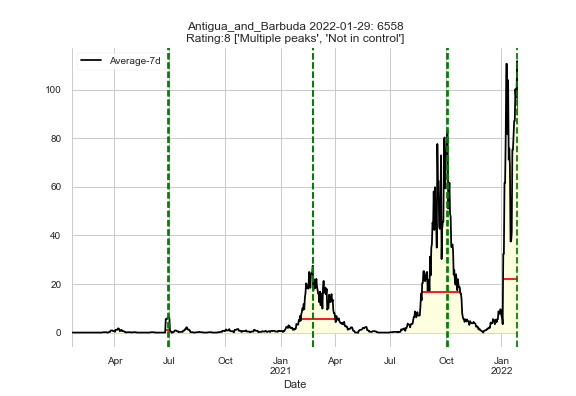 Antigua_and_Barbuda 2022-01-29: 6558
Rating:8 ['Multiple peaks', 'Not in control']
Average-7d
100
80
60
40
20
0
Apr Jul Oct Jan Apr Jul Oct Jan
2021 2022
Date